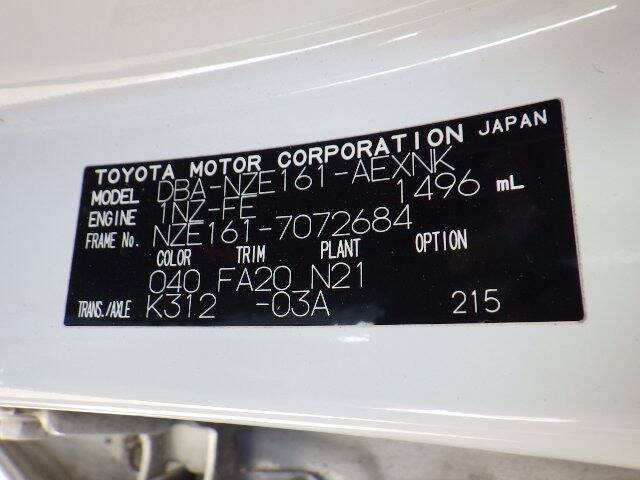 TOYOTA MOTOR CORPORATION JAPAN
MODEL DBA-NZE161-AEXNK
ENGINE 1NZ-FE 1496 mL
FRAME No. NZE161-7072684
COLOR TRIM PLANT OPTION
040 FA20 N21
TRANS./AXLE K312 -03A 215